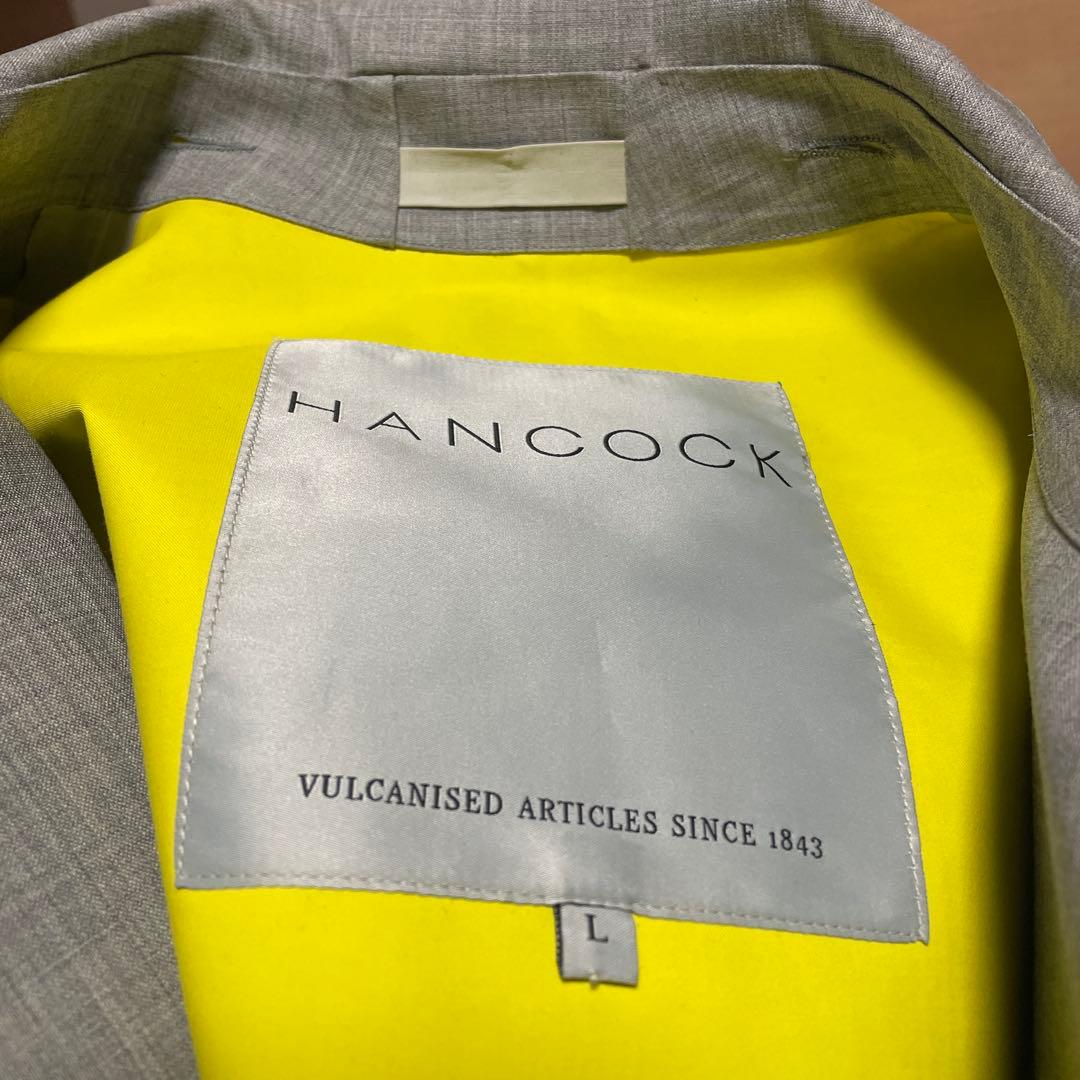 HANCOCK
VULCANISED ARTICLES SINCE 1843
L